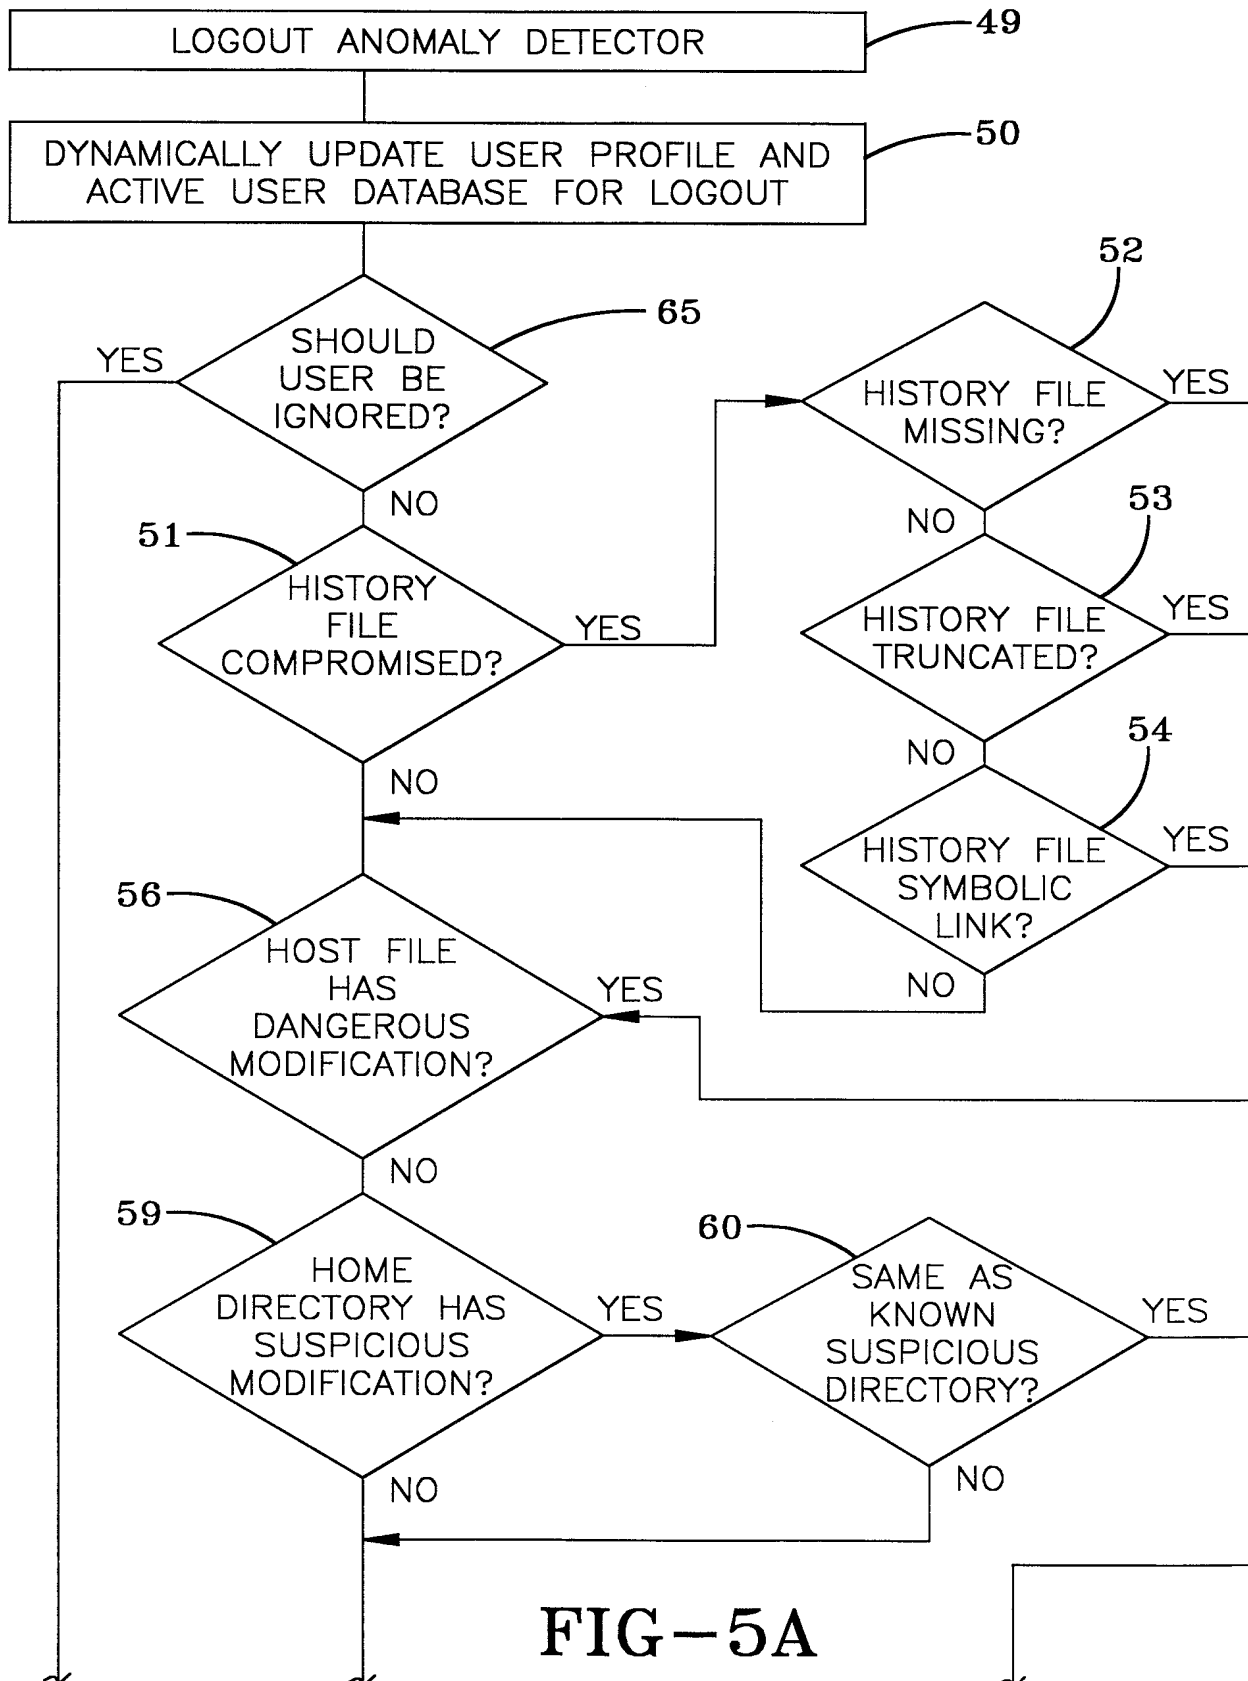 LOGOUT ANOMALY DETECTOR
49
DYNAMICALLY UPDATE USER PROFILE AND
ACTIVE USER DATABASE FOR LOGOUT
50
SHOULD
USER BE
IGNORED?
65
YES
NO
HISTORY
FILE
COMPROMISED?
51
YES
NO
HISTORY FILE
MISSING?
52
YES
NO
HISTORY FILE
TRUNCATED?
53
YES
NO
HISTORY FILE
SYMBOLIC
LINK?
54
YES
NO
HOST FILE
HAS
DANGEROUS
MODIFICATION?
56
YES
NO
HOME
DIRECTORY HAS
SUSPICIOUS
MODIFICATION?
59
YES
NO
SAME AS
KNOWN
SUSPICIOUS
DIRECTORY?
60
YES
NO
FIG-5A